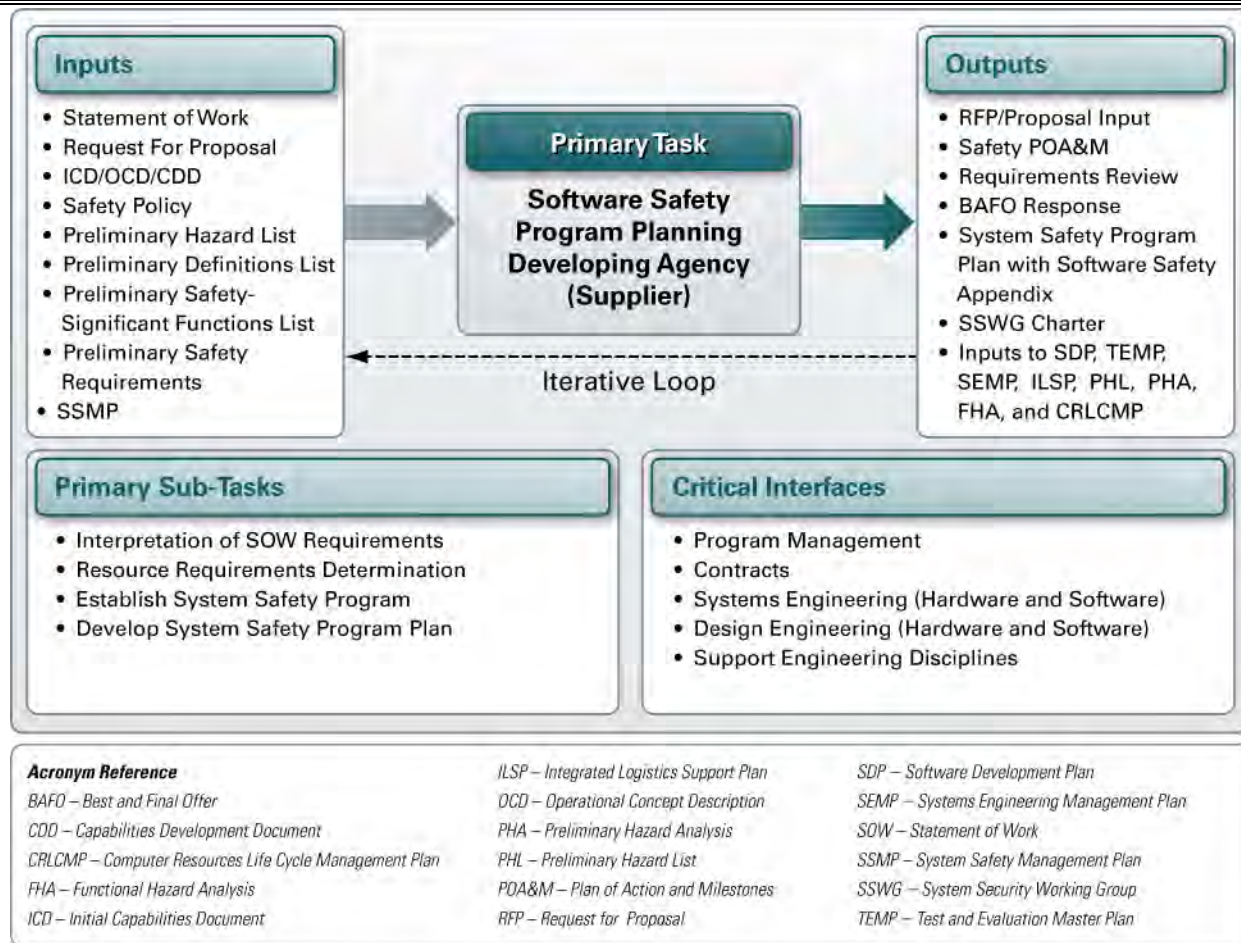 Inputs
• Statement of Work
• Request For Proposal
• ICD/OCD/CDD
• Safety Policy
• Preliminary Hazard List
• Preliminary Definitions List
• Preliminary Safety-
Significant Functions List
• Preliminary Safety
Requirements
• SSMP
Primary Task
Software Safety
Program Planning
Developing Agency
(Supplier)
Iterative Loop
Outputs
• RFP/Proposal Input
• Safety POA&M
• Requirements Review
• BAFO Response
• System Safety Program
Plan with Software Safety
Appendix
• SSWG Charter
• Inputs to SDP, TEMP,
SEMP, ILSP, PHL, PHA,
FHA, and CRLCMP
Primary Sub-Tasks
• Interpretation of SOW Requirements
• Resource Requirements Determination
• Establish System Safety Program
• Develop System Safety Program Plan
Critical Interfaces
• Program Management
• Contracts
• Systems Engineering (Hardware and Software)
• Design Engineering (Hardware and Software)
• Support Engineering Disciplines
Acronym Reference
BAFO – Best and Final Offer
CDD – Capabilities Development Document
CRLCMP – Computer Resources Life Cycle Management Plan
FHA – Functional Hazard Analysis
ICD – Initial Capabilities Document
ILSP – Integrated Logistics Support Plan
OCD – Operational Concept Description
PHA – Preliminary Hazard Analysis
PHL – Preliminary Hazard List
POA&M – Plan of Action and Milestones
RFP – Request for Proposal
SDP – Software Development Plan
SEMP – Systems Engineering Management Plan
SOW – Statement of Work
SSMP – System Safety Management Plan
SSWG – System Security Working Group
TEMP – Test and Evaluation Master Plan